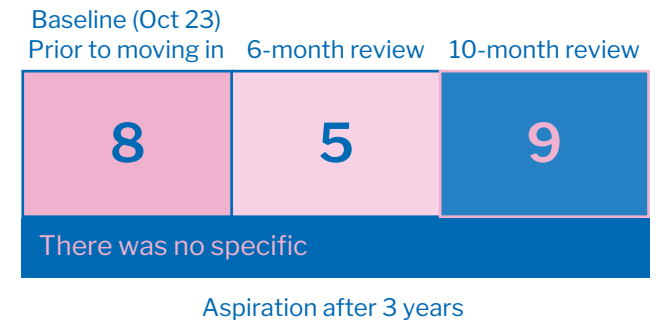 Baseline (Oct 23)
Prior to moving in
6-month review
10-month review
8
5
9
There was no specific
Aspiration after 3 years